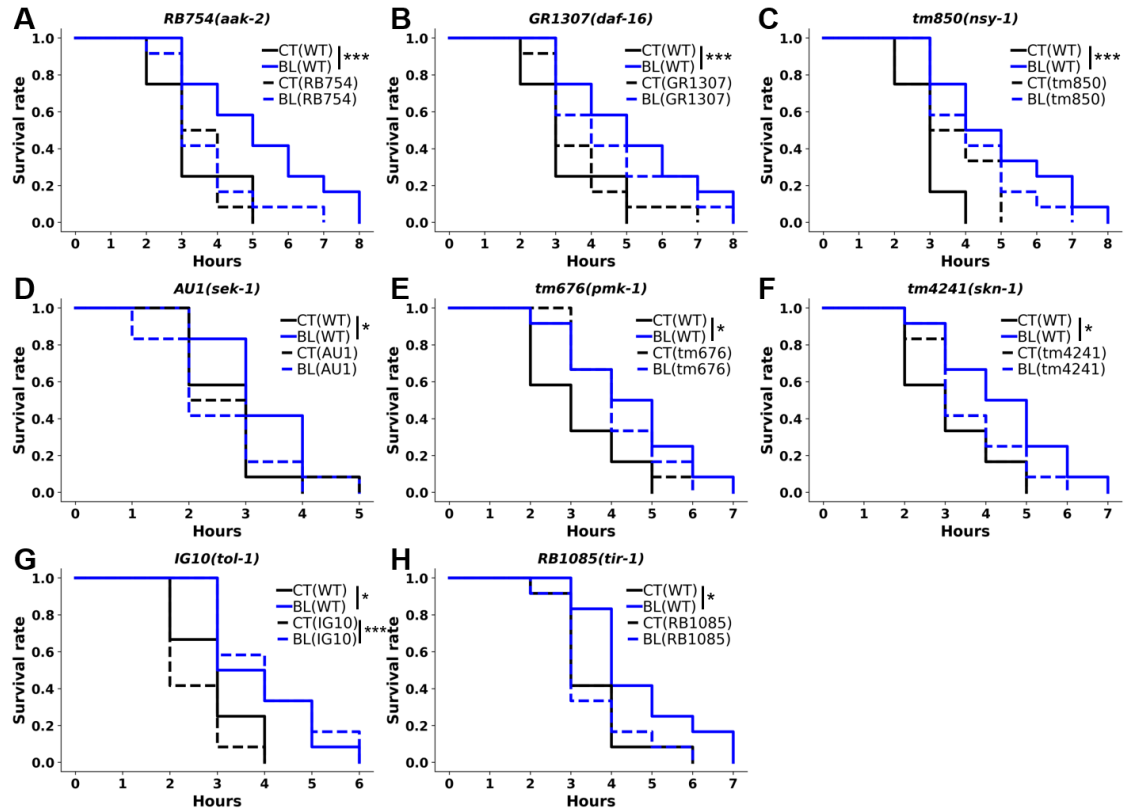 A
RB754(aak-2)
Survival rate
1.0
0.8
0.6
0.4
0.2
0.0
CT(WT)
BL(WT)
***
CT(RB754)
BL(RB754)
0 1 2 3 4 5 6 7 8
Hours
B
GR1307(daf-16)
Survival rate
1.0
0.8
0.6
0.4
0.2
0.0
CT(WT)
BL(WT)
***
CT(GR1307)
BL(GR1307)
0 1 2 3 4 5 6 7 8
Hours
C
tm850(nsy-1)
Survival rate
1.0
0.8
0.6
0.4
0.2
0.0
CT(WT)
BL(WT)
***
CT(tm850)
BL(tm850)
0 1 2 3 4 5 6 7 8
Hours
D
AU1(sek-1)
Survival rate
1.0
0.8
0.6
0.4
0.2
0.0
CT(WT)
BL(WT)
*
CT(AU1)
BL(AU1)
0 1 2 3 4 5
Hours
E
tm676(pmk-1)
Survival rate
1.0
0.8
0.6
0.4
0.2
0.0
CT(WT)
BL(WT)
*
CT(tm676)
BL(tm676)
0 1 2 3 4 5 6 7
Hours
F
tm4241(skn-1)
Survival rate
1.0
0.8
0.6
0.4
0.2
0.0
CT(WT)
BL(WT)
*
CT(tm4241)
BL(tm4241)
0 1 2 3 4 5 6 7
Hours
G
IG10(tol-1)
Survival rate
1.0
0.8
0.6
0.4
0.2
0.0
CT(WT)
BL(WT)
*
CT(IG10)
BL(IG10)
***
0 1 2 3 4 5 6
Hours
H
RB1085(tir-1)
Survival rate
1.0
0.8
0.6
0.4
0.2
0.0
CT(WT)
BL(WT)
*
CT(RB1085)
BL(RB1085)
0 1 2 3 4 5 6 7
Hours